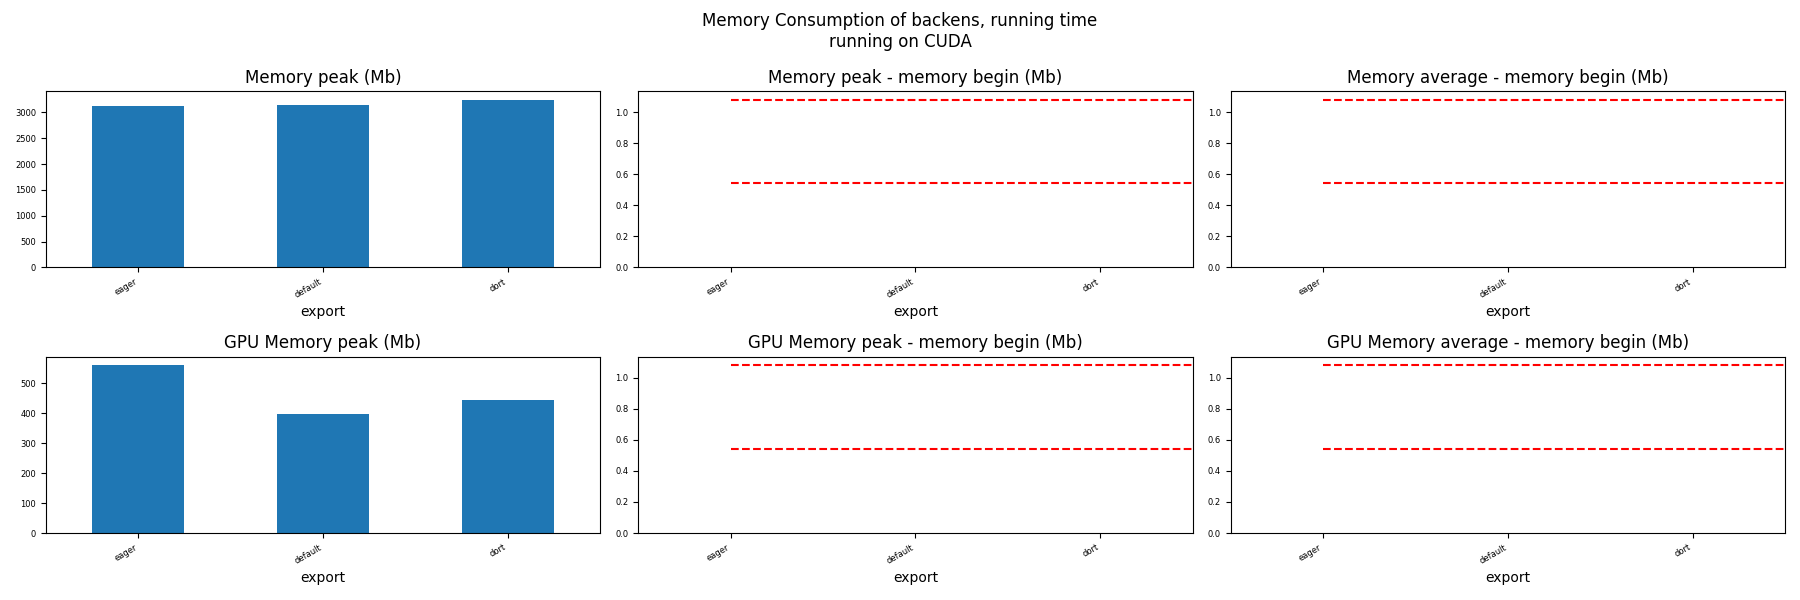 Memory Consumption of backens, running time
running on CUDA
Memory peak (Mb)
3000
2500
2000
1500
1000
500
0
eager
default
dort
export
Memory peak - memory begin (Mb)
1.0
0.8
0.6
0.4
0.2
0.0
eager
default
dort
export
Memory average - memory begin (Mb)
1.0
0.8
0.6
0.4
0.2
0.0
eager
default
dort
export
GPU Memory peak (Mb)
500
400
300
200
100
0
eager
default
dort
export
GPU Memory peak - memory begin (Mb)
1.0
0.8
0.6
0.4
0.2
0.0
eager
default
dort
export
GPU Memory average - memory begin (Mb)
1.0
0.8
0.6
0.4
0.2
0.0
eager
default
dort
export